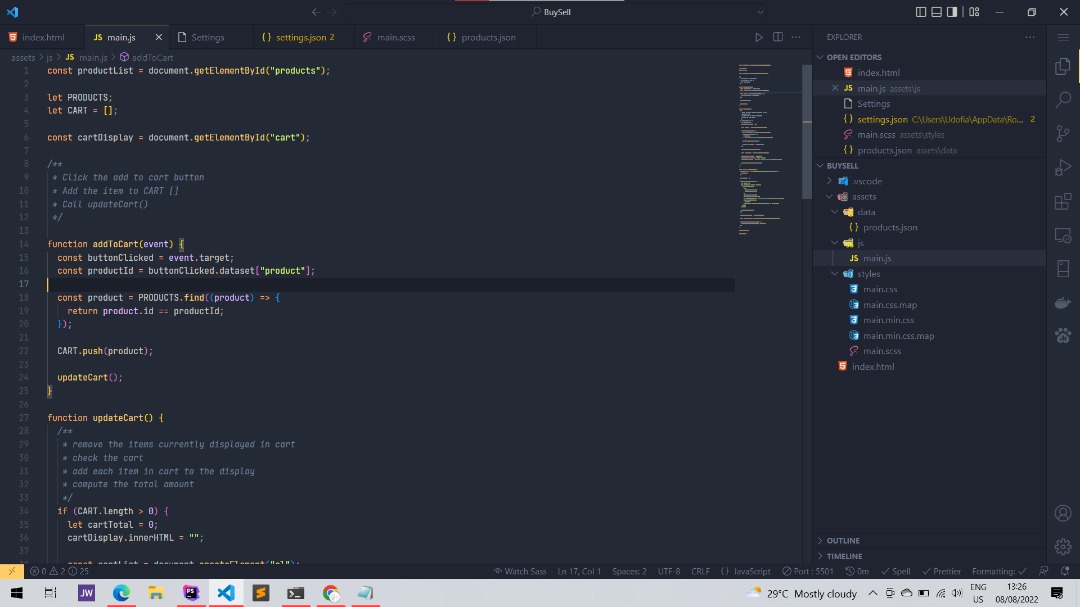 BuySell
index.html
JS main.js
Settings
{} settings.json 2
main.scss
{} products.json
assets > js > JS main.js > addToCart
1 const productList = document.getElementById("products");
2
3 let PRODUCTS;
4 let CART = [];
5
6 const cartDisplay = document.getElementById("cart");
7
8 /**
9 * Click the add to cart button
10 * Add the item to CART []
11 * Call updateCart()
12 */
13
14 function addToCart(event) {
15 const buttonClicked = event.target;
16 const productId = buttonClicked.dataset["product"];
17
18 const product = PRODUCTS.find((product) => {
19 return product.id == productId;
20 });
21
22 CART.push(product);
23
24 updateCart();
25 }
26
27 function updateCart() {
28 /**
29 * remove the items currently displayed in cart
30 * check the cart
31 * add each item in cart to the display
32 * compute the total amount
33 */
34 if (CART.length > 0) {
35 let cartTotal = 0;
36 cartDisplay.innerHTML = "";
37
EXPLORER
OPEN EDITORS
index.html
JS main.js assets\js
Settings
{} settings.json C:\Users\Udofia\AppData\Ro... 2
main.scss assets\styles
{} products.json assets\data
BUYSELL
.vscode
assets
data
{} products.json
js
JS main.js
styles
main.css
main.css.map
main.min.css
main.min.css.map
main.scss
index.html
OUTLINE
TIMELINE
0 2 25
Watch Sass
Ln 17, Col 1
Spaces: 2
UTF-8
CRLF
{} JavaScript
Port : 5501
0m
Spell
Prettier
Formatting:
JW
PS
29°C Mostly cloudy
ENG
US
13:26
08/08/2022